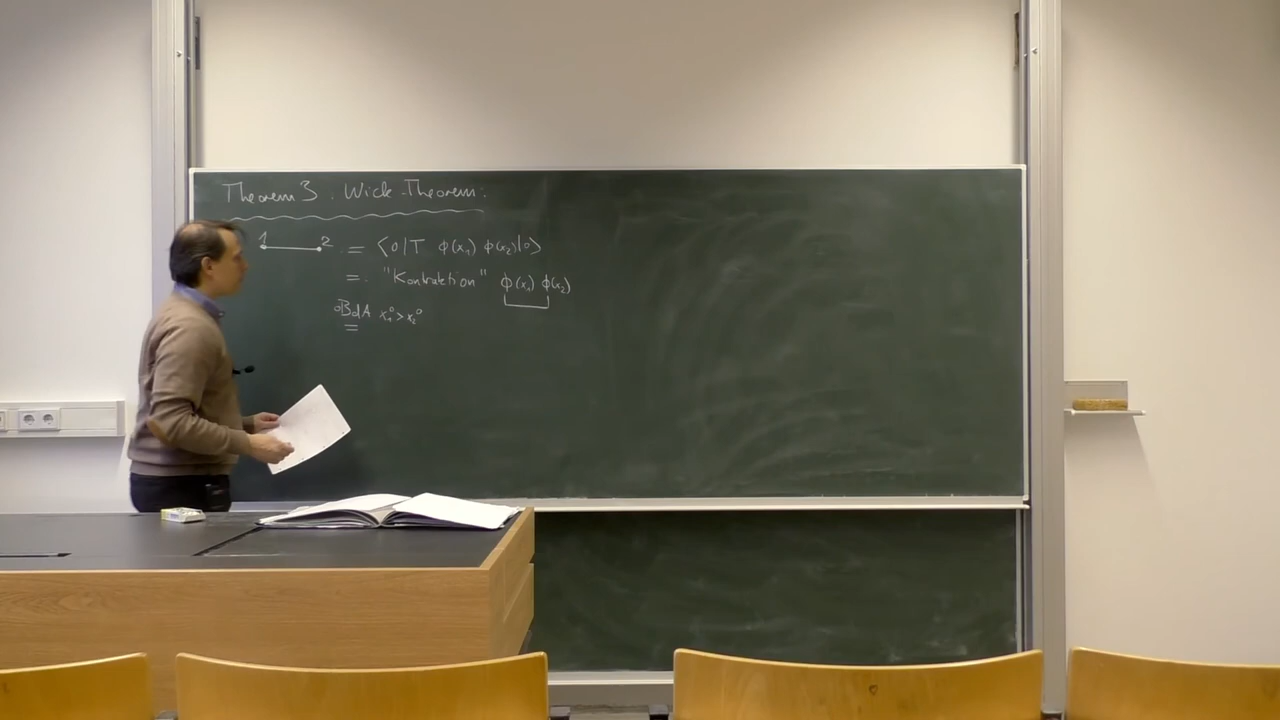 Theorem 3 : Wick-Theorem:
1 2 = ⟨0|T ϕ(x₁) ϕ(x₂)|0⟩
=: "Kontraktion" ϕ(x₁) ϕ(x₂)
oBdA x₁⁰ > x₂⁰
=